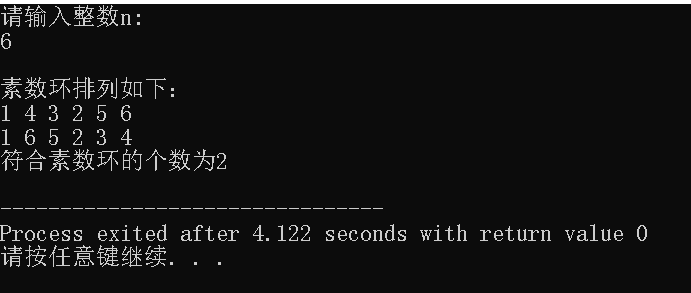 请输入整数n:
6
素数环排列如下:
1 4 3 2 5 6
1 6 5 2 3 4
符合素数环的个数为2
--------------------------------
Process exited after 4.122 seconds with return value 0
请按任意键继续. . .